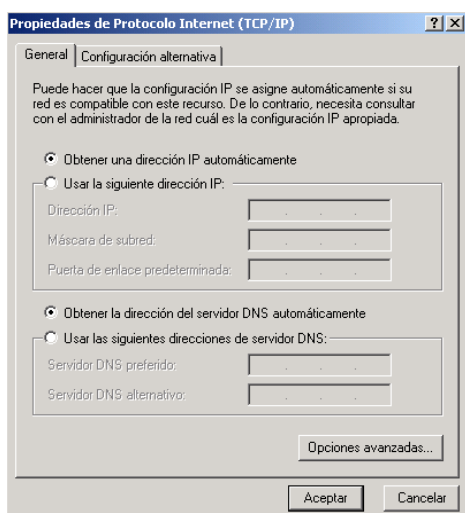 Propiedades de Protocolo Internet (TCP/IP)
General
Configuración alternativa
Puede hacer que la configuración IP se asigne automáticamente si su
red es compatible con este recurso. De lo contrario, necesita consultar
con el administrador de la red cuál es la configuración IP apropiada.
Obtener una dirección IP automáticamente
Usar la siguiente dirección IP:
Dirección IP:
Máscara de subred:
Puerta de enlace predeterminada:
Obtener la dirección del servidor DNS automáticamente
Usar las siguientes direcciones de servidor DNS:
Servidor DNS preferido:
Servidor DNS alternativo:
Opciones avanzadas...
Aceptar
Cancelar